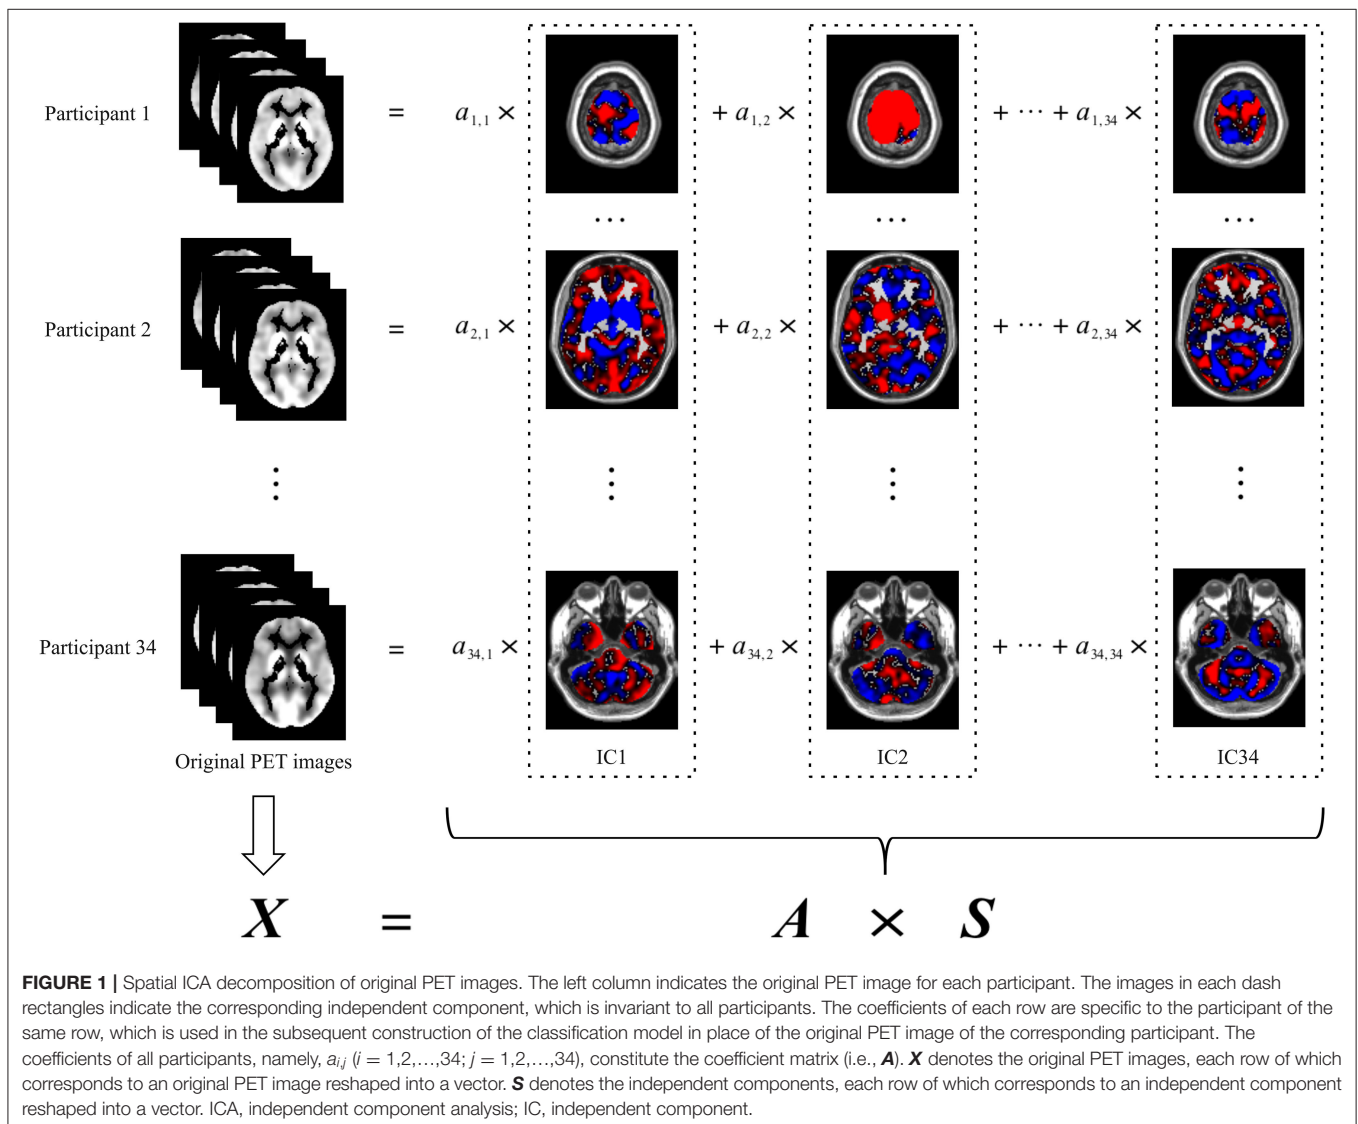 Participant 1 = a1,1 × + a1,2 × + ⋯ + a1,34 ×
… … …
Participant 2 = a2,1 × + a2,2 × + ⋯ + a2,34 ×
⋮ ⋮ ⋮ ⋮
Participant 34 = a34,1 × + a34,2 × + ⋯ + a34,34 ×
Original PET images IC1 IC2 IC34
X = A × S
FIGURE 1 | Spatial ICA decomposition of original PET images. The left column indicates the original PET image for each participant. The images in each dash
rectangles indicate the corresponding independent component, which is invariant to all participants. The coefficients of each row are specific to the participant of the
same row, which is used in the subsequent construction of the classification model in place of the original PET image of the corresponding participant. The
coefficients of all participants, namely, ai,j (i = 1,2,…,34; j = 1,2,…,34), constitute the coefficient matrix (i.e., A). X denotes the original PET images, each row of which
corresponds to an original PET image reshaped into a vector. S denotes the independent components, each row of which corresponds to an independent component
reshaped into a vector. ICA, independent component analysis; IC, independent component.